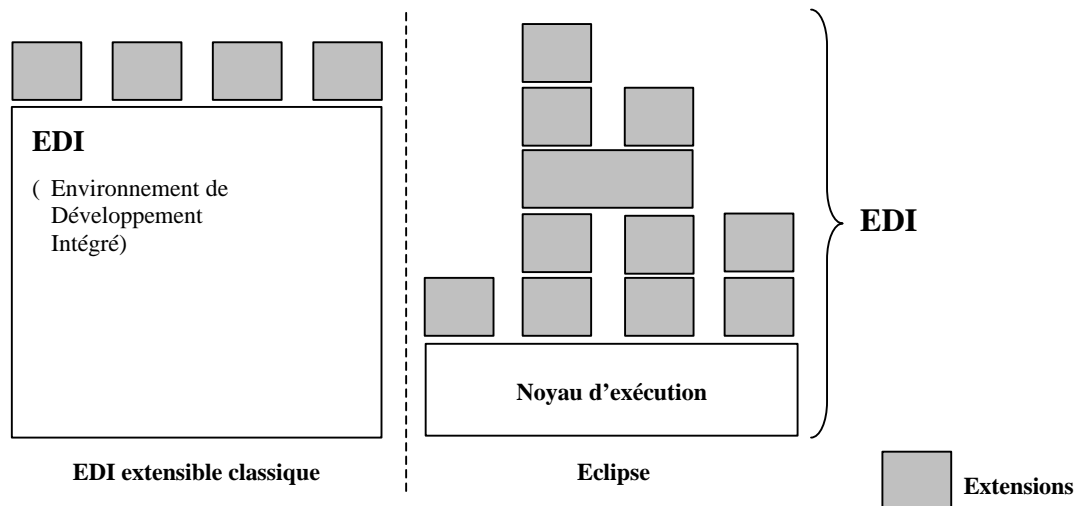 EDI
( Environnement de
Développement
Intégré)
EDI extensible classique
Noyau d’exécution
Eclipse
EDI
Extensions